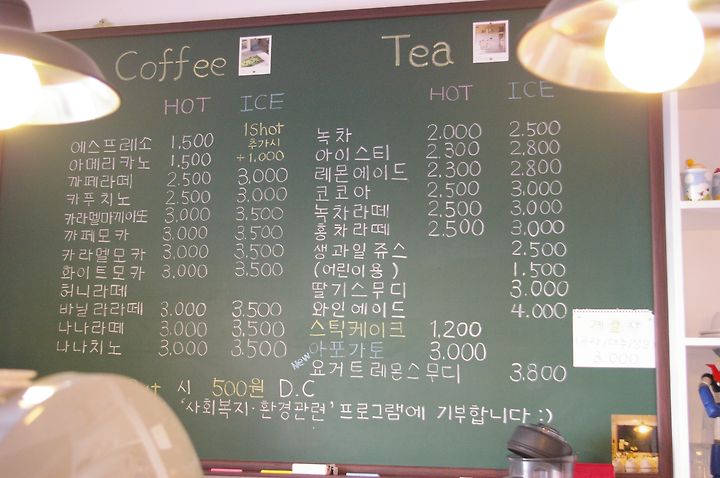 Coffee
HOT ICE
에스프레소 1.500 1Shot 추가시 + 1.000
아메리카노 1.500
까페라떼 2.500 3.000
카푸치노 2.500 3.000
카라멜마끼아또 3.000 3.500
까페모카 3.000 3.500
카라멜모카 3.000 3.500
화이트모카 3.000 3.500
허니라떼
바닐라라떼 3.000 3.500
나나라떼 3.000 3.500
나나치노 3.000 3.500
Tea
HOT ICE
녹차 2.000 2.500
아이스티 2.300 2.800
레몬에이드 2.300 2.800
코코아 2.500 3.000
녹차라떼 2.500 3.000
홍차라떼 2.500 3.000
생과일쥬스 2.500
(어린이용) 1.500
딸기스무디 3.000
와인에이드 4.000
스틱케이크 1.200
New 아포가토 3.000
요거트레몬스무디 3.800
시 500원 D.C
'사회복지·환경관련' 프로그램에 기부합니다 :)
3.000